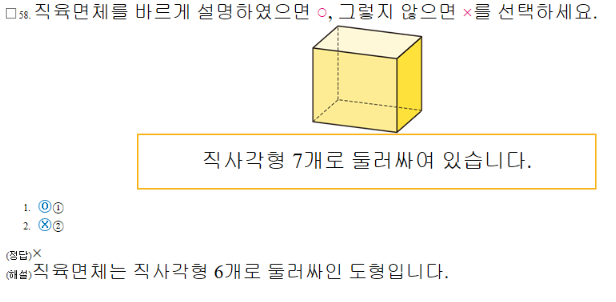 □58. 직육면체를 바르게 설명하였으면 ○, 그렇지 않으면 ×를 선택하세요.
직사각형 7개로 둘러싸여 있습니다.
1. ⓞ①
2. ⓧ②
(정답)×
(해설)직육면체는 직사각형 6개로 둘러싸인 도형입니다.